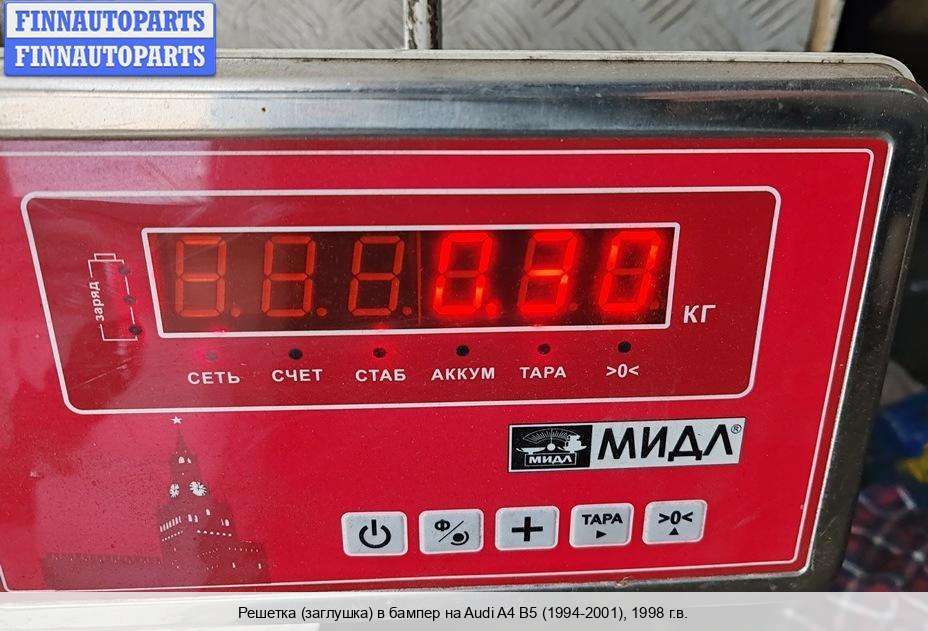 FINNAUTOPARTS
FINNAUTOPARTS
заряд
0.30
КГ
СЕТЬ СЧЕТ СТАБ АККУМ ТАРА >0<
МИДЛ МИДЛ®
Ф ТАРА >0<
Решетка (заглушка) в бампер на Audi A4 B5 (1994-2001), 1998 г.в.